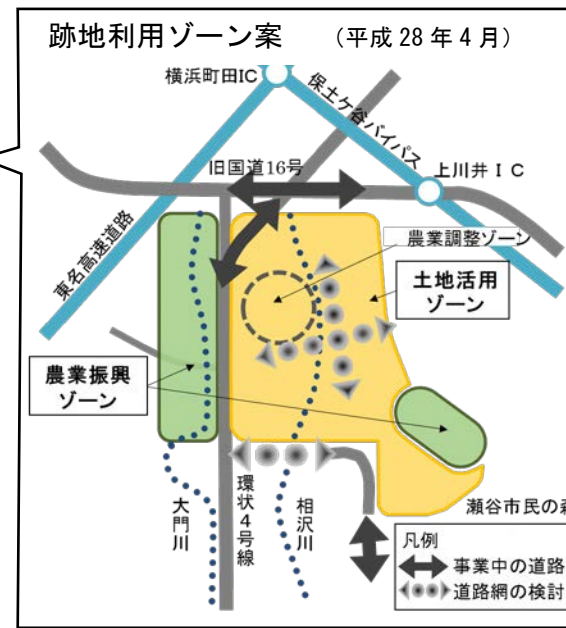 跡地利用ゾーン案 （平成28年4月）
横浜町田IC
保土ケ谷バイパス
旧国道16号
上川井ＩＣ
東名高速道路
農業調整ゾーン
土地活用
ゾーン
農業振興
ゾーン
大門川
環状４号線
相沢川
瀬谷市民の森
凡例
事業中の道路
道路網の検討